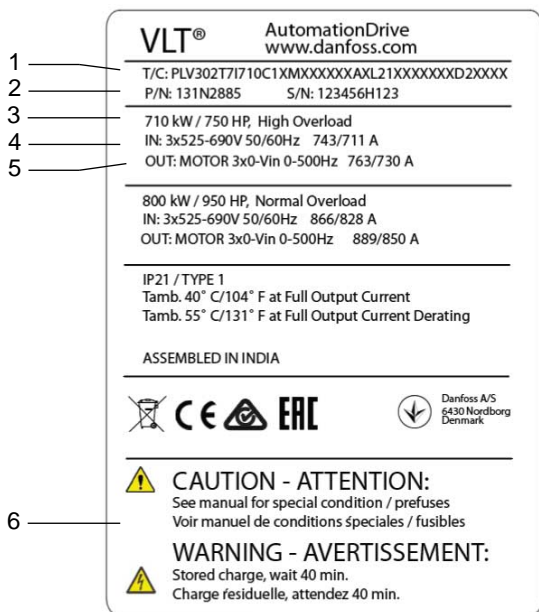 VLT®
AutomationDrive
www.danfoss.com
1
T/C: PLV302T7I710C1XMXXXXXXAXL21XXXXXXXD2XXXX
2
P/N: 131N2885 S/N: 123456H123
3
710 kW / 750 HP, High Overload
4
IN: 3x525-690V 50/60Hz 743/711 A
5
OUT: MOTOR 3x0-Vin 0-500Hz 763/730 A
800 kW / 950 HP, Normal Overload
IN: 3x525-690V 50/60Hz 866/828 A
OUT: MOTOR 3x0-Vin 0-500Hz 889/850 A
IP21 / TYPE 1
Tamb. 40˚ C/104˚ F at Full Output Current
Tamb. 55˚ C/131˚ F at Full Output Current Derating
ASSEMBLED IN INDIA
CE
EAC
Danfoss A/S
6430 Nordborg
Denmark
CAUTION - ATTENTION:
See manual for special condition / prefuses
6
Voir manuel de conditions śpeciales / fusibles
WARNING - AVERTISSEMENT:
Stored charge, wait 40 min.
Charge ŕesiduelle, attendez 40 min.